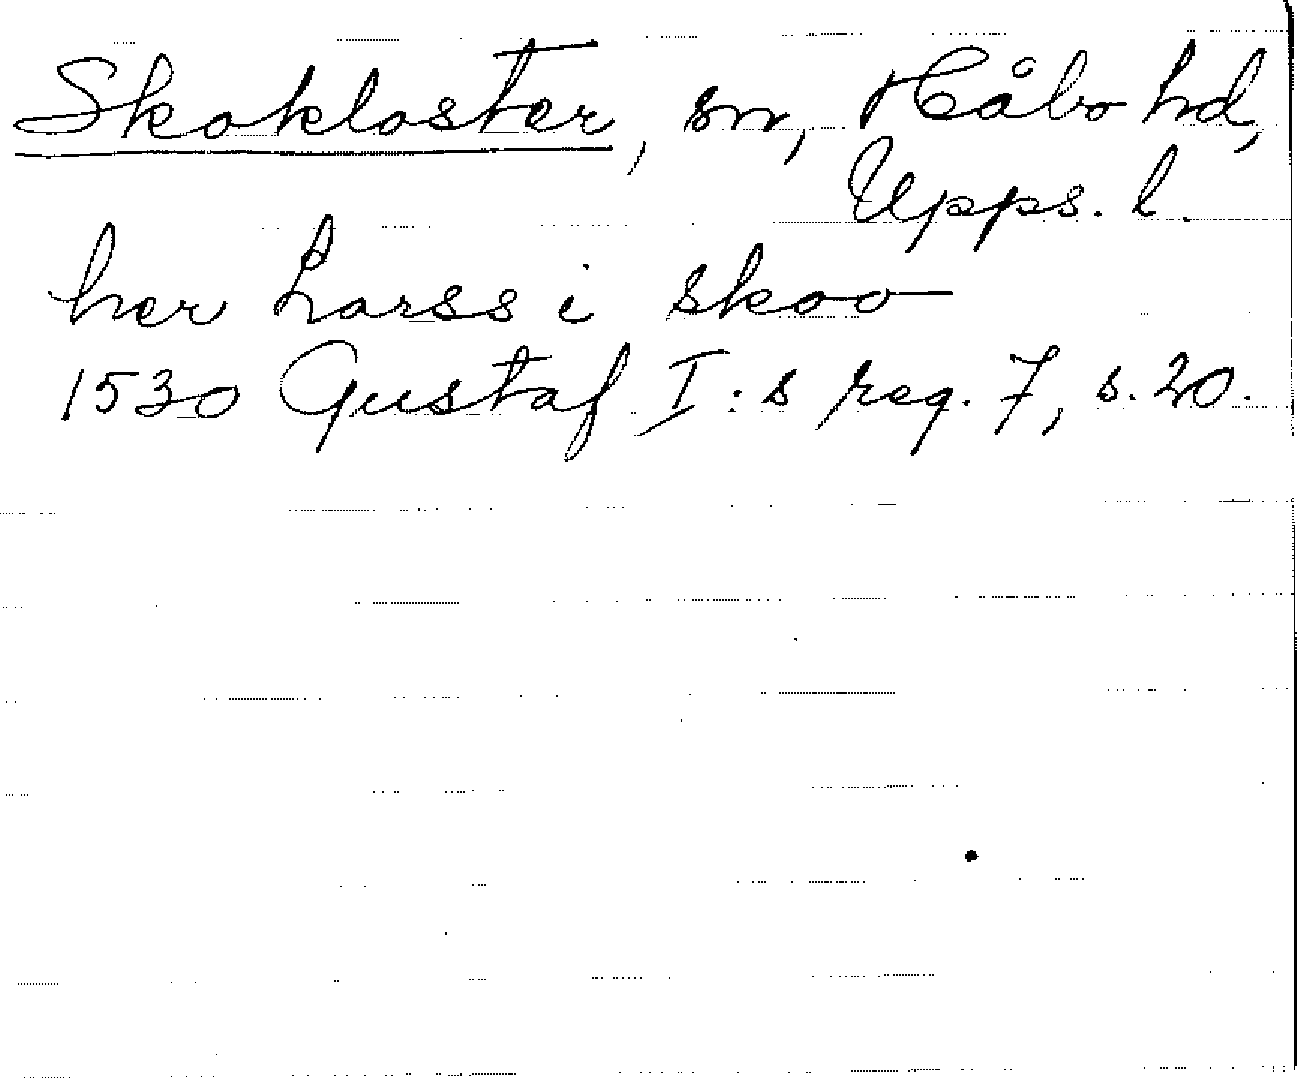 Skokloster, sn, Håbo hd,
Upps. l.
her Larss i skoo
1530 Gustaf I:s reg. 7, s. 20.